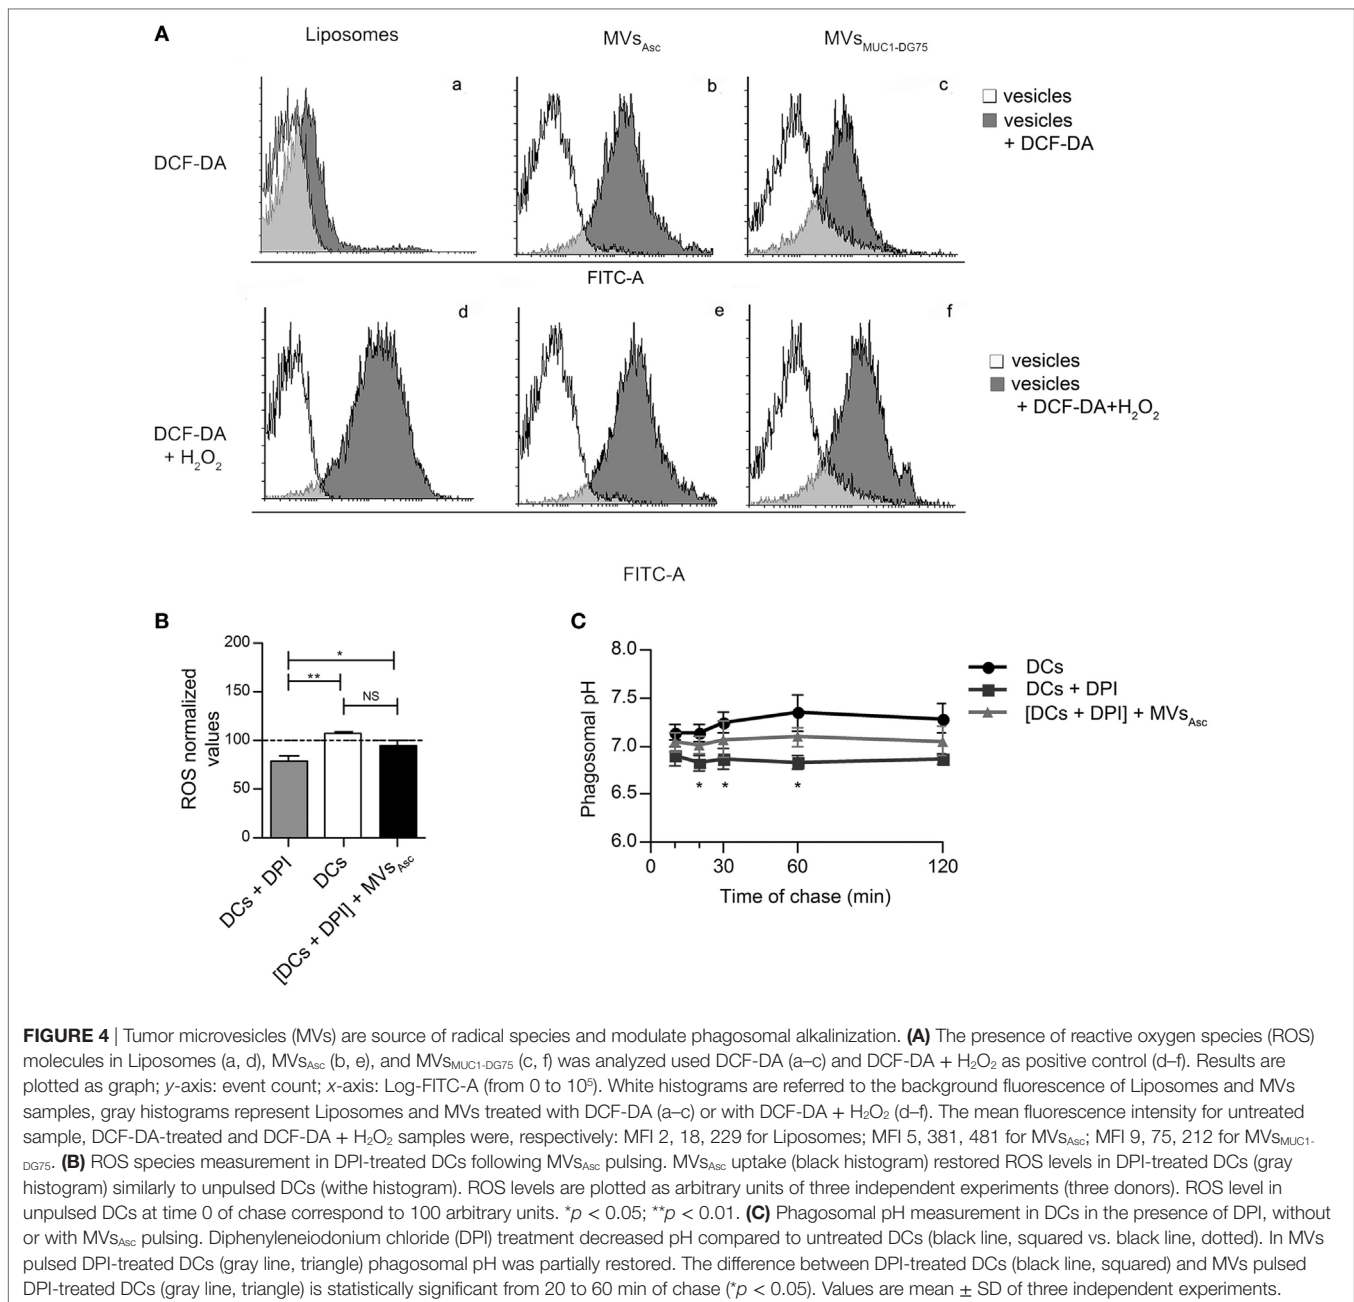 A
Liposomes
MVsAsc
MVsMUC1-DG75
a
b
c
vesicles
vesicles
+ DCF-DA
DCF-DA
FITC-A
d
e
f
vesicles
vesicles
+ DCF-DA+H₂O₂
DCF-DA
+ H₂O₂
FITC-A
B
200
150
100
50
0
ROS normalized
values
*
**
NS
DCs + DPI
DCs
[DCs + DPI] + MVsAsc
C
8.0
7.5
7.0
6.5
6.0
Phagosomal pH
* * *
0 30 60 120
Time of chase (min)
DCs
DCs + DPI
[DCs + DPI] + MVsAsc
FIGURE 4 | Tumor microvesicles (MVs) are source of radical species and modulate phagosomal alkalinization. (A) The presence of reactive oxygen species (ROS)
molecules in Liposomes (a, d), MVsAsc (b, e), and MVsMUC1-DG75 (c, f) was analyzed used DCF-DA (a–c) and DCF-DA + H₂O₂ as positive control (d–f). Results are
plotted as graph; y-axis: event count; x-axis: Log-FITC-A (from 0 to 10⁵). White histograms are referred to the background fluorescence of Liposomes and MVs
samples, gray histograms represent Liposomes and MVs treated with DCF-DA (a–c) or with DCF-DA + H₂O₂ (d–f). The mean fluorescence intensity for untreated
sample, DCF-DA-treated and DCF-DA + H₂O₂ samples were, respectively: MFI 2, 18, 229 for Liposomes; MFI 5, 381, 481 for MVsAsc; MFI 9, 75, 212 for MVsMUC1-
DG75. (B) ROS species measurement in DPI-treated DCs following MVsAsc pulsing. MVsAsc uptake (black histogram) restored ROS levels in DPI-treated DCs (gray
histogram) similarly to unpulsed DCs (withe histogram). ROS levels are plotted as arbitrary units of three independent experiments (three donors). ROS level in
unpulsed DCs at time 0 of chase correspond to 100 arbitrary units. *p < 0.05; **p < 0.01. (C) Phagosomal pH measurement in DCs in the presence of DPI, without
or with MVsAsc pulsing. Diphenyleneiodonium chloride (DPI) treatment decreased pH compared to untreated DCs (black line, squared vs. black line, dotted). In MVs
pulsed DPI-treated DCs (gray line, triangle) phagosomal pH was partially restored. The difference between DPI-treated DCs (black line, squared) and MVs pulsed
DPI-treated DCs (gray line, triangle) is statistically significant from 20 to 60 min of chase (*p < 0.05). Values are mean ± SD of three independent experiments.